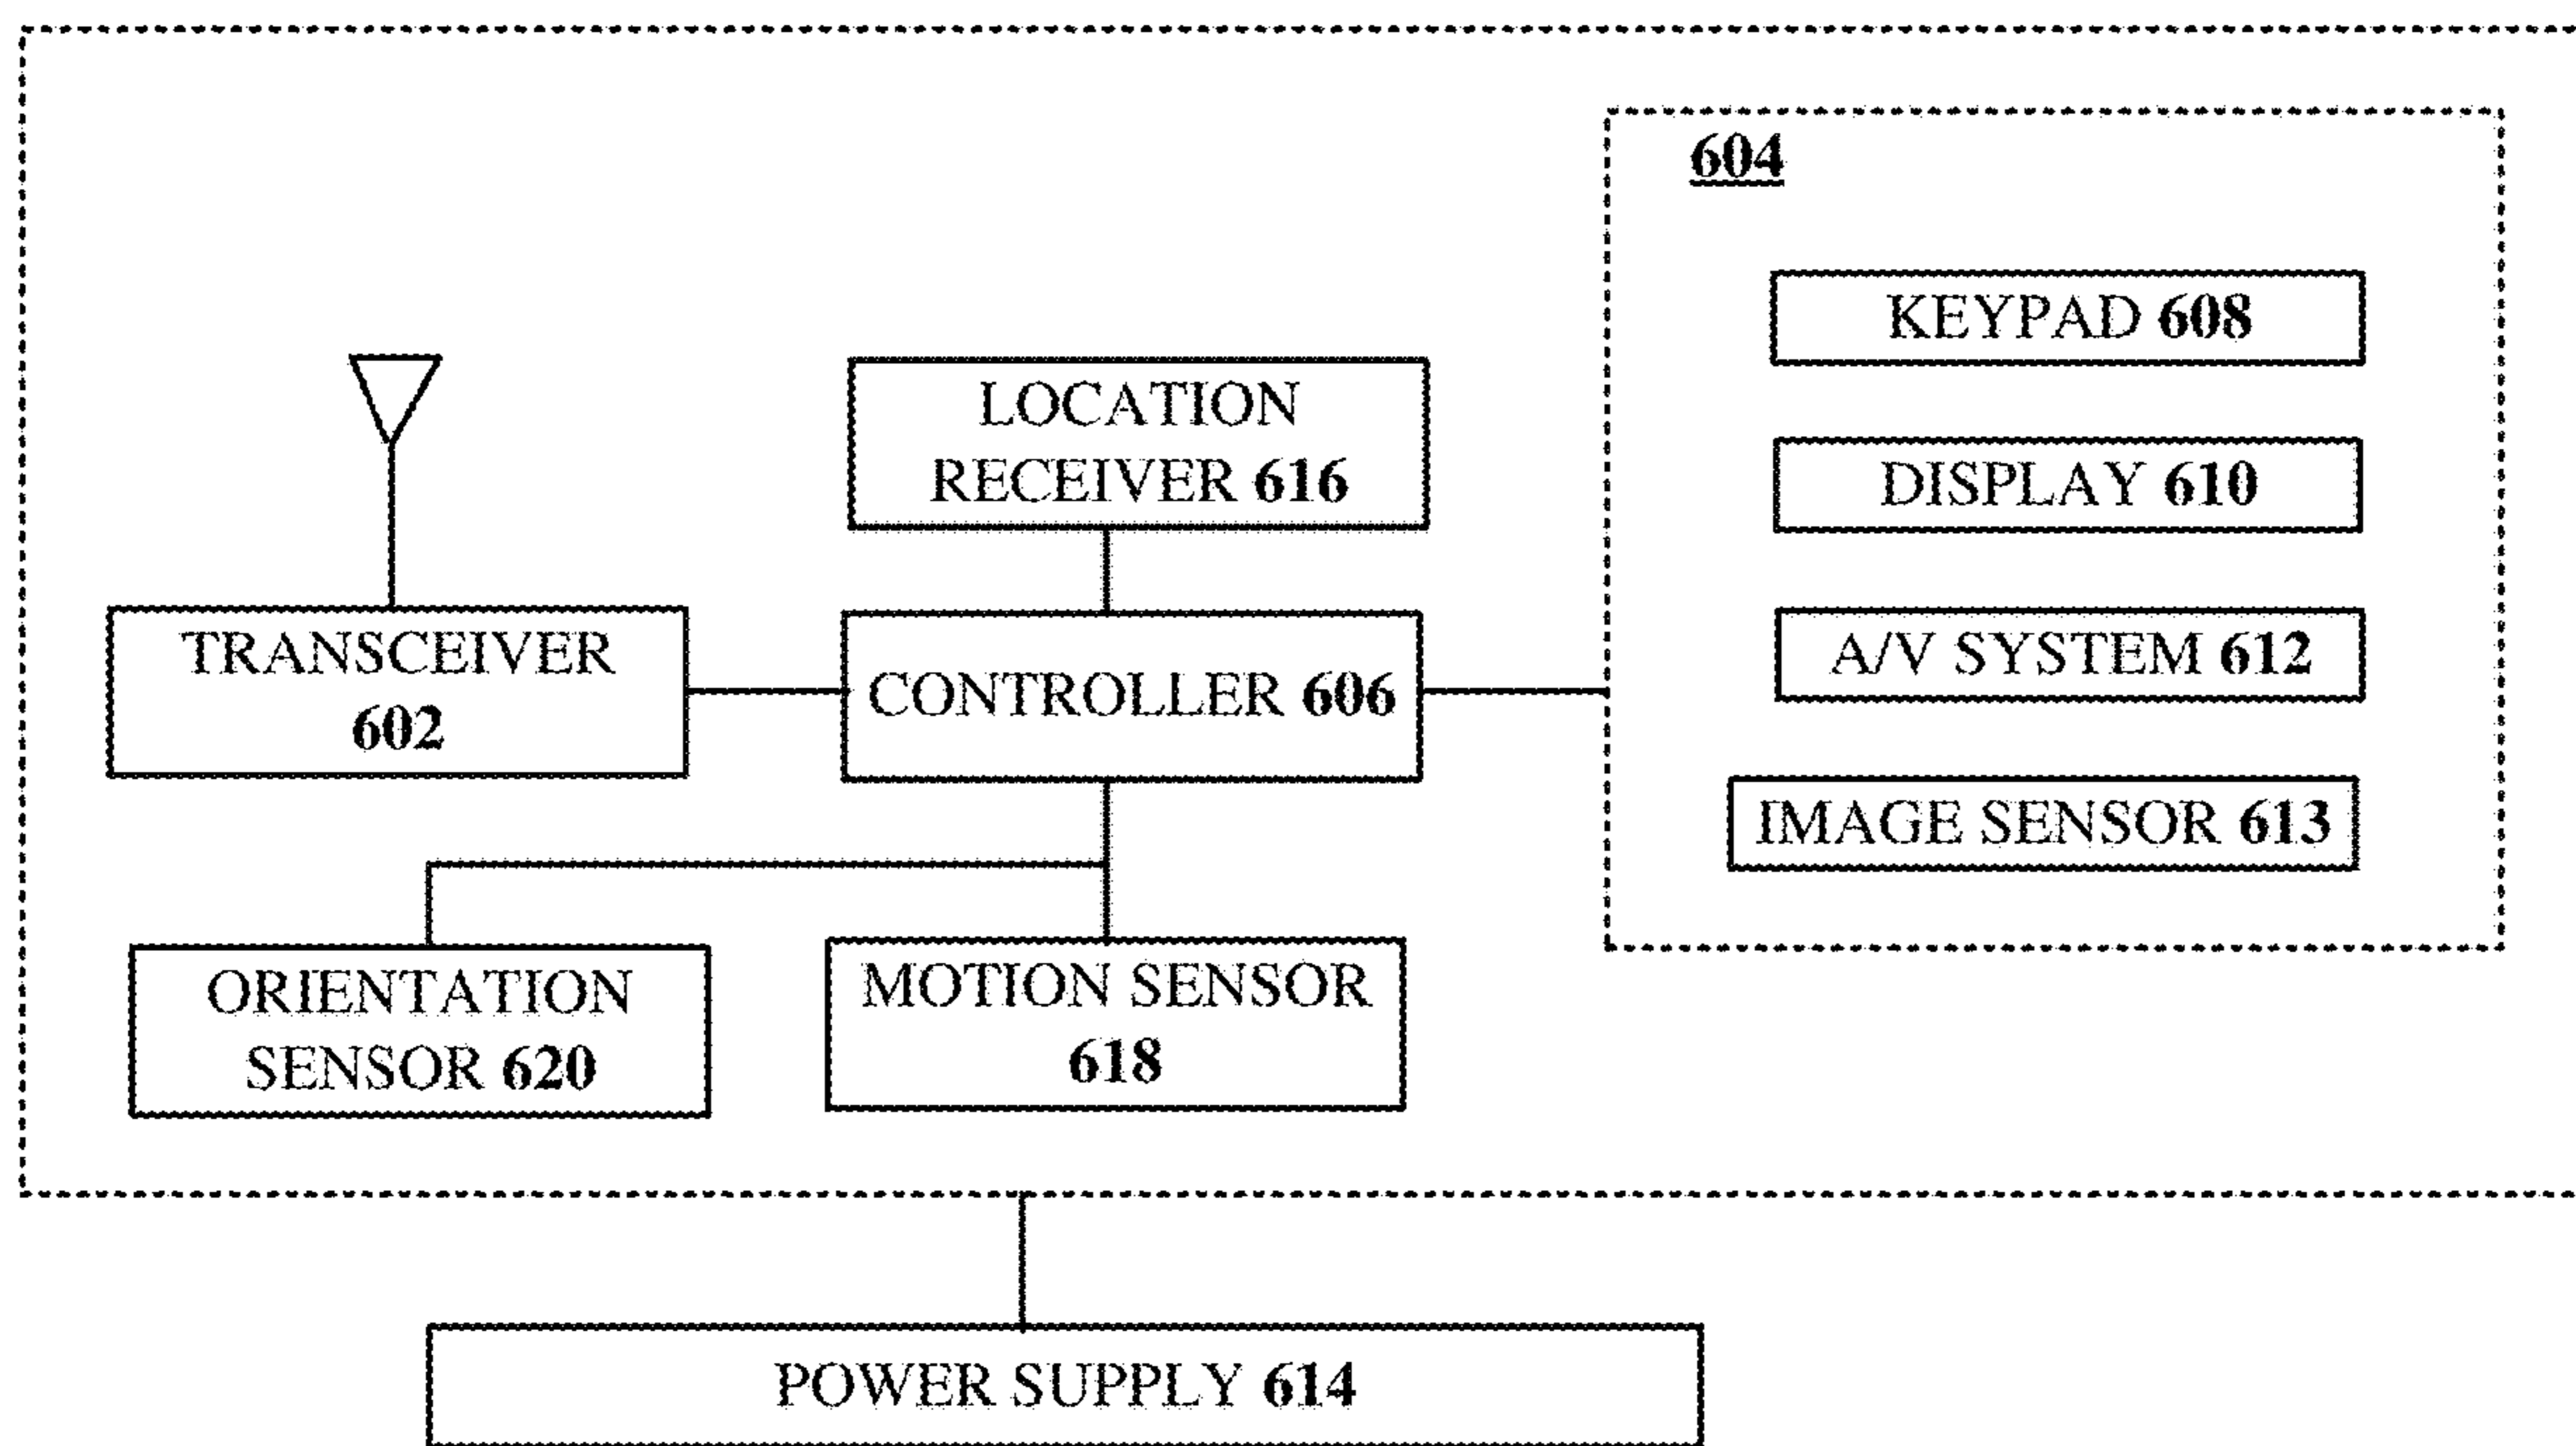 604
KEYPAD 608
DISPLAY 610
A/V SYSTEM 612
IMAGE SENSOR 613
LOCATION
RECEIVER 616
TRANSCEIVER
602
CONTROLLER 606
ORIENTATION
SENSOR 620
MOTION SENSOR
618
POWER SUPPLY 614